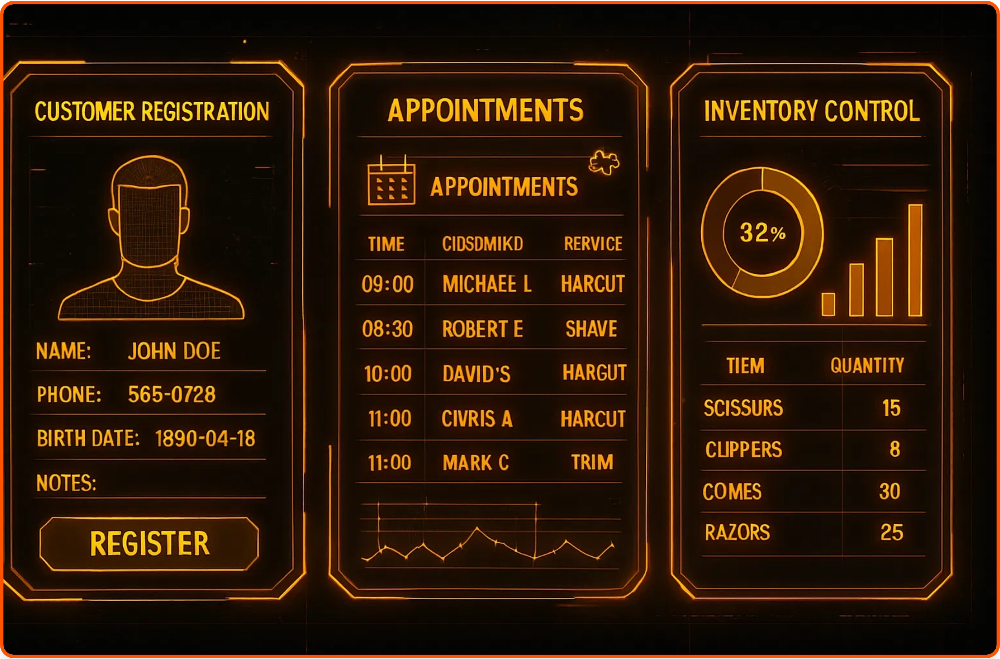 CUSTOMER REGISTRATION
NAME: JOHN DOE
PHONE: 565-0728
BIRTH DATE: 1890-04-18
NOTES:
REGISTER
APPOINTMENTS
APPOINTMENTS
TIME CIDSDMIKD RERVICE
09:00 MICHAEE L HARCUT
08:30 ROBERT E SHAVE
10:00 DAVID'S HARGUT
11:00 CIVRIS A HARCUT
11:00 MARK C TRIM
INVENTORY CONTROL
32%
TIEM QUANTITY
SCISSURS 15
CLIPPERS 8
COMES 30
RAZORS 25